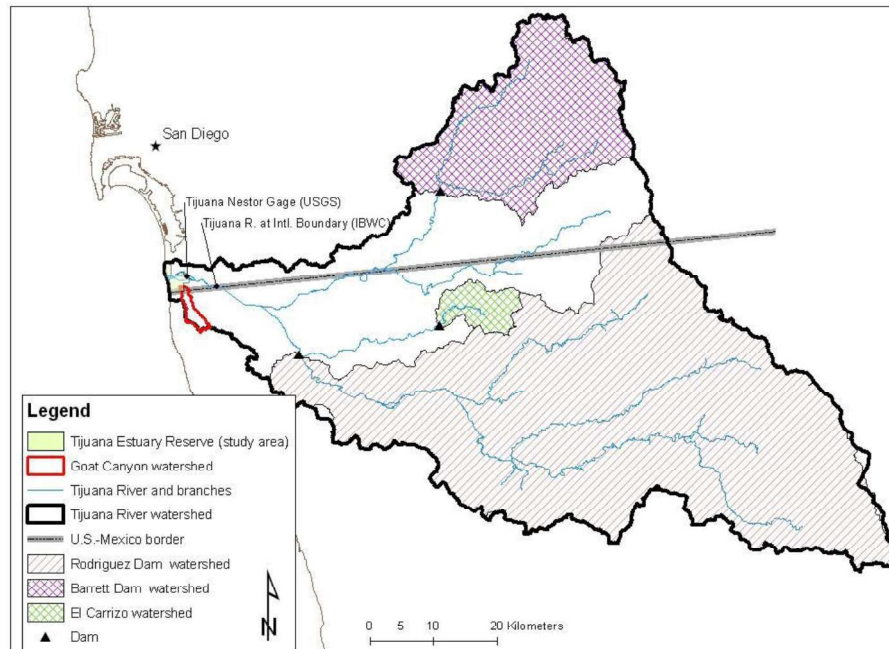 San Diego
Tijuana Nestor Gage (USGS)
Tijuana R. at Intl. Boundary (IBWC)
Legend
Tijuana Estuary Reserve (study area)
Goat Canyon watershed
Tijuana River and branches
Tijuana River watershed
U.S.-Mexico border
Rodriguez Dam watershed
Barrett Dam watershed
El Carrizo watershed
Dam
N
0 5 10 20 Kilometers